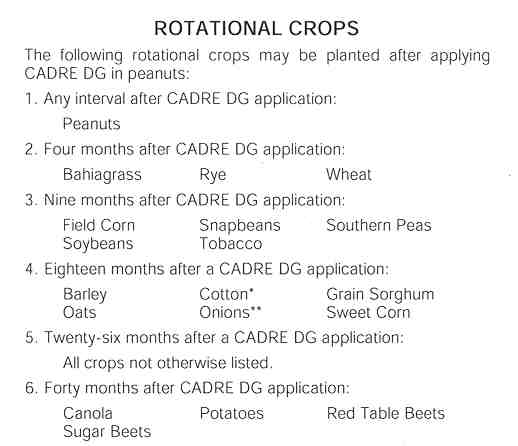 ROTATIONAL CROPS
The following rotational crops may be planted after applying
CADRE DG in peanuts:
1. Any interval after CADRE DG application:
Peanuts
2. Four months after CADRE DG application:
Bahiagrass Rye Wheat
3. Nine months after CADRE DG application:
Field Corn Snapbeans Southern Peas
Soybeans Tobacco
4. Eighteen months after a CADRE DG application:
Barley Cotton* Grain Sorghum
Oats Onions** Sweet Corn
5. Twenty-six months after a CADRE DG application:
All crops not otherwise listed.
6. Forty months after CADRE DG application:
Canola Potatoes Red Table Beets
Sugar Beets